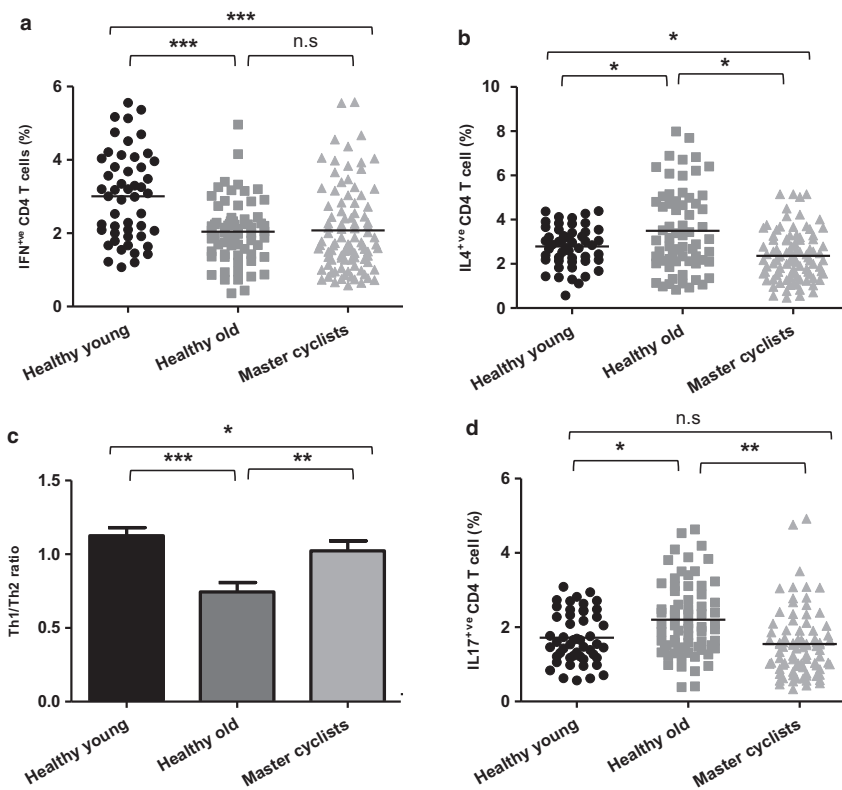 a
***
***
n.s
IFN+ve CD4 T cells (%)
6
4
2
0
Healthy young
Healthy old
Master cyclists
b
*
*
*
IL4+ve CD4 T cell (%)
10
8
6
4
2
0
Healthy young
Healthy old
Master cyclists
c
*
***
**
Th1/Th2 ratio
1.5
1.0
0.5
0.0
Healthy young
Healthy old
Master cyclists
d
n.s
*
**
IL17+ve CD4 T cell (%)
6
4
2
0
Healthy young
Healthy old
Master cyclists